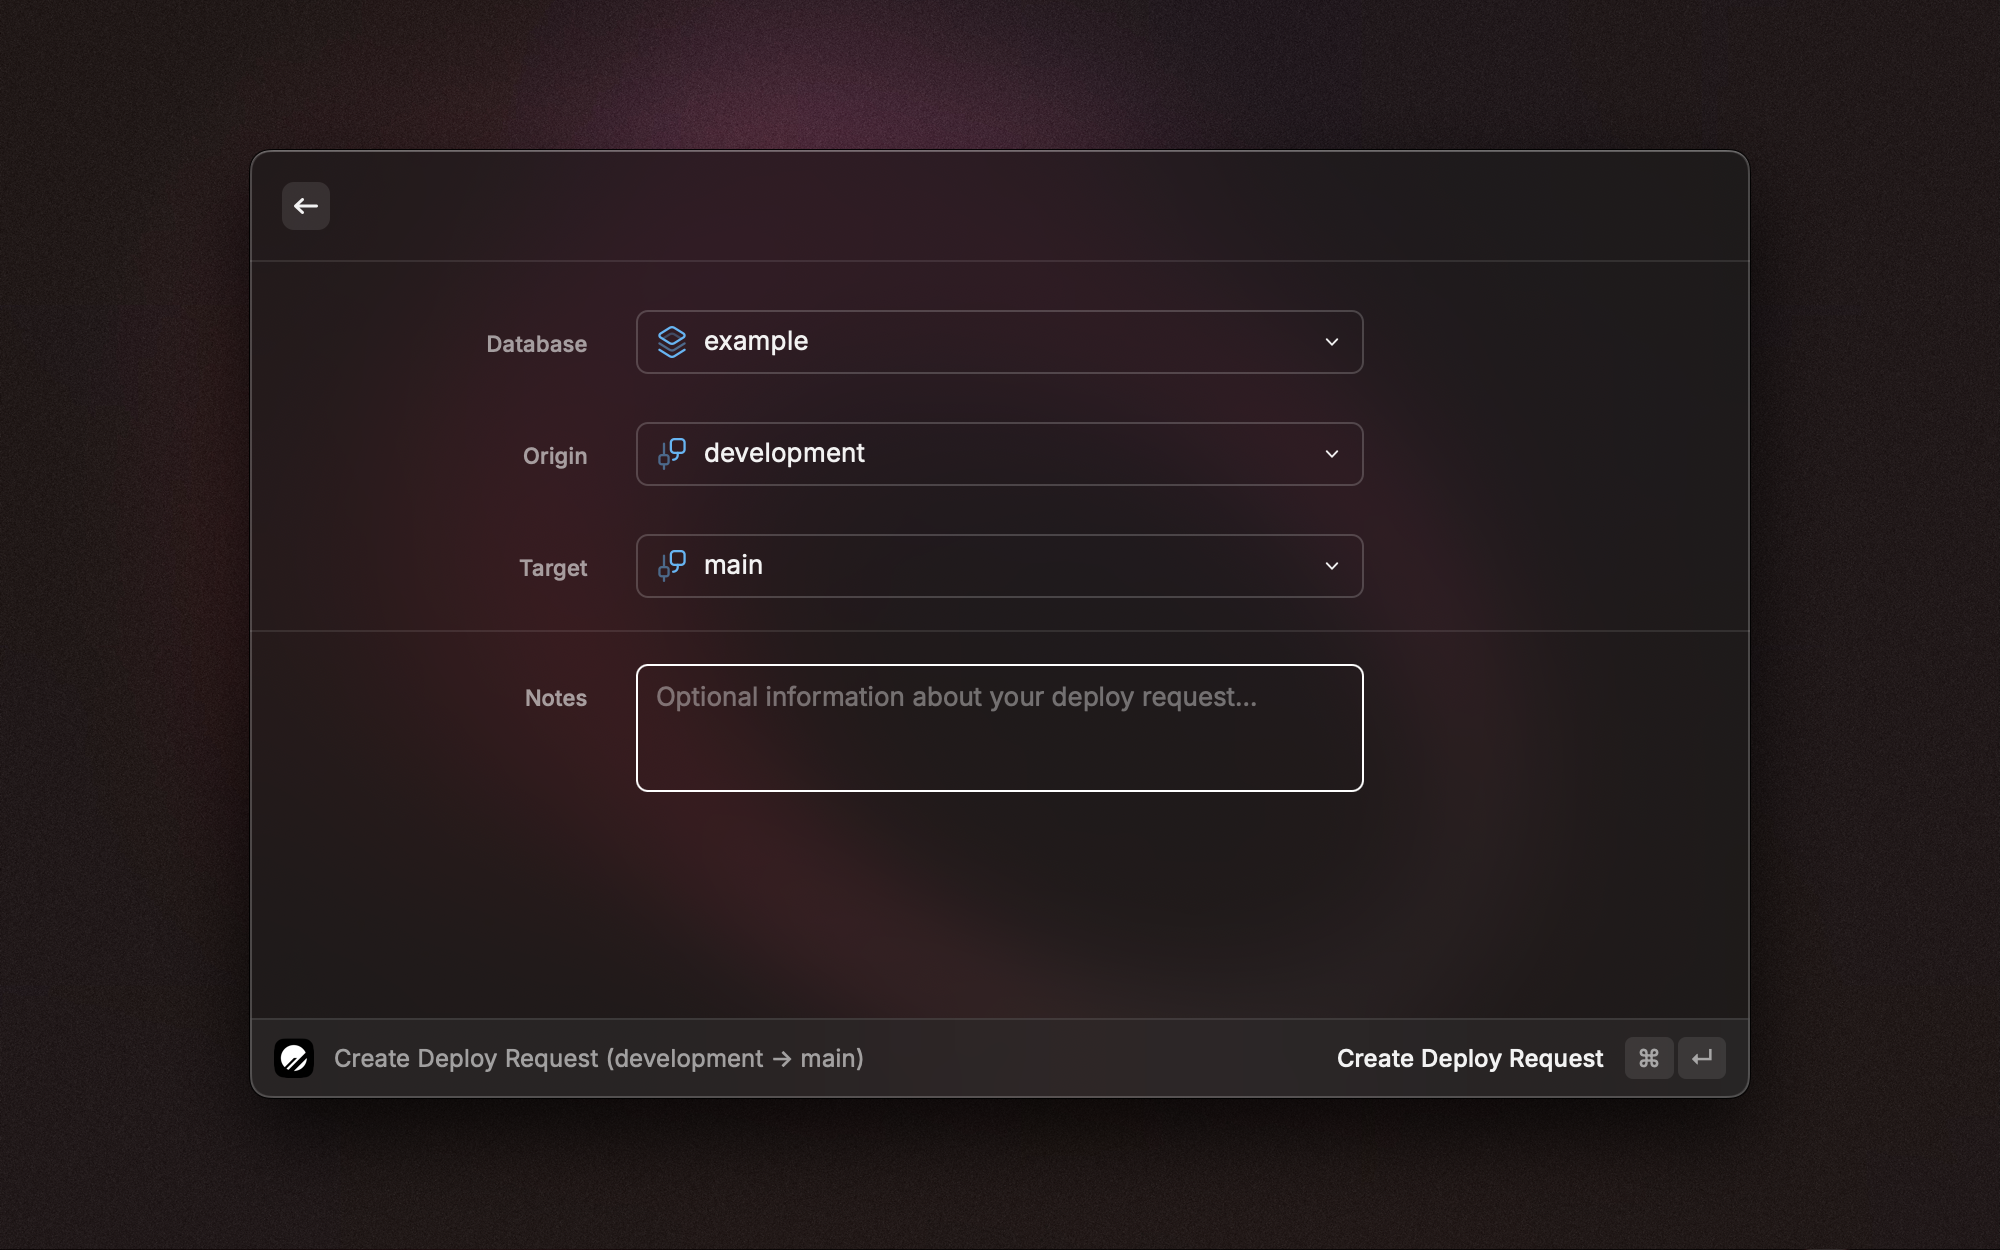 Database
example
Origin
development
Target
main
Notes
Optional information about your deploy request...
Create Deploy Request (development → main)
Create Deploy Request ⌘ ↵